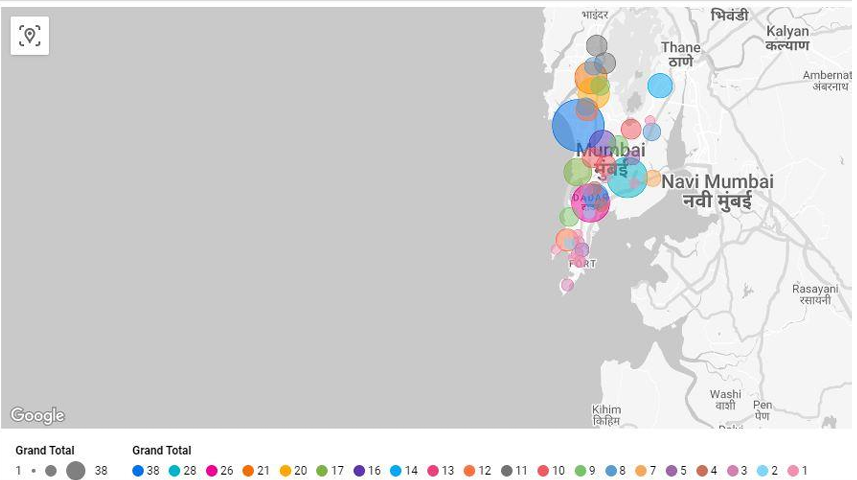 भाइंदर
भिवंडी
Kalyan
कल्याण
Thane
ठाणे
Ambernat
अंबरनाथ
Mumbai
मुंबई
Navi Mumbai
नवी मुंबई
DADAR
FORT
Rasayani
रसायनी
Washi
वाशी
Pen
पेण
Kihim
किहिम
Google
Grand Total
1 38
Grand Total
38 28 26 21 20 17 16 14 13 12 11 10 9 8 7 5 4 3 2 1